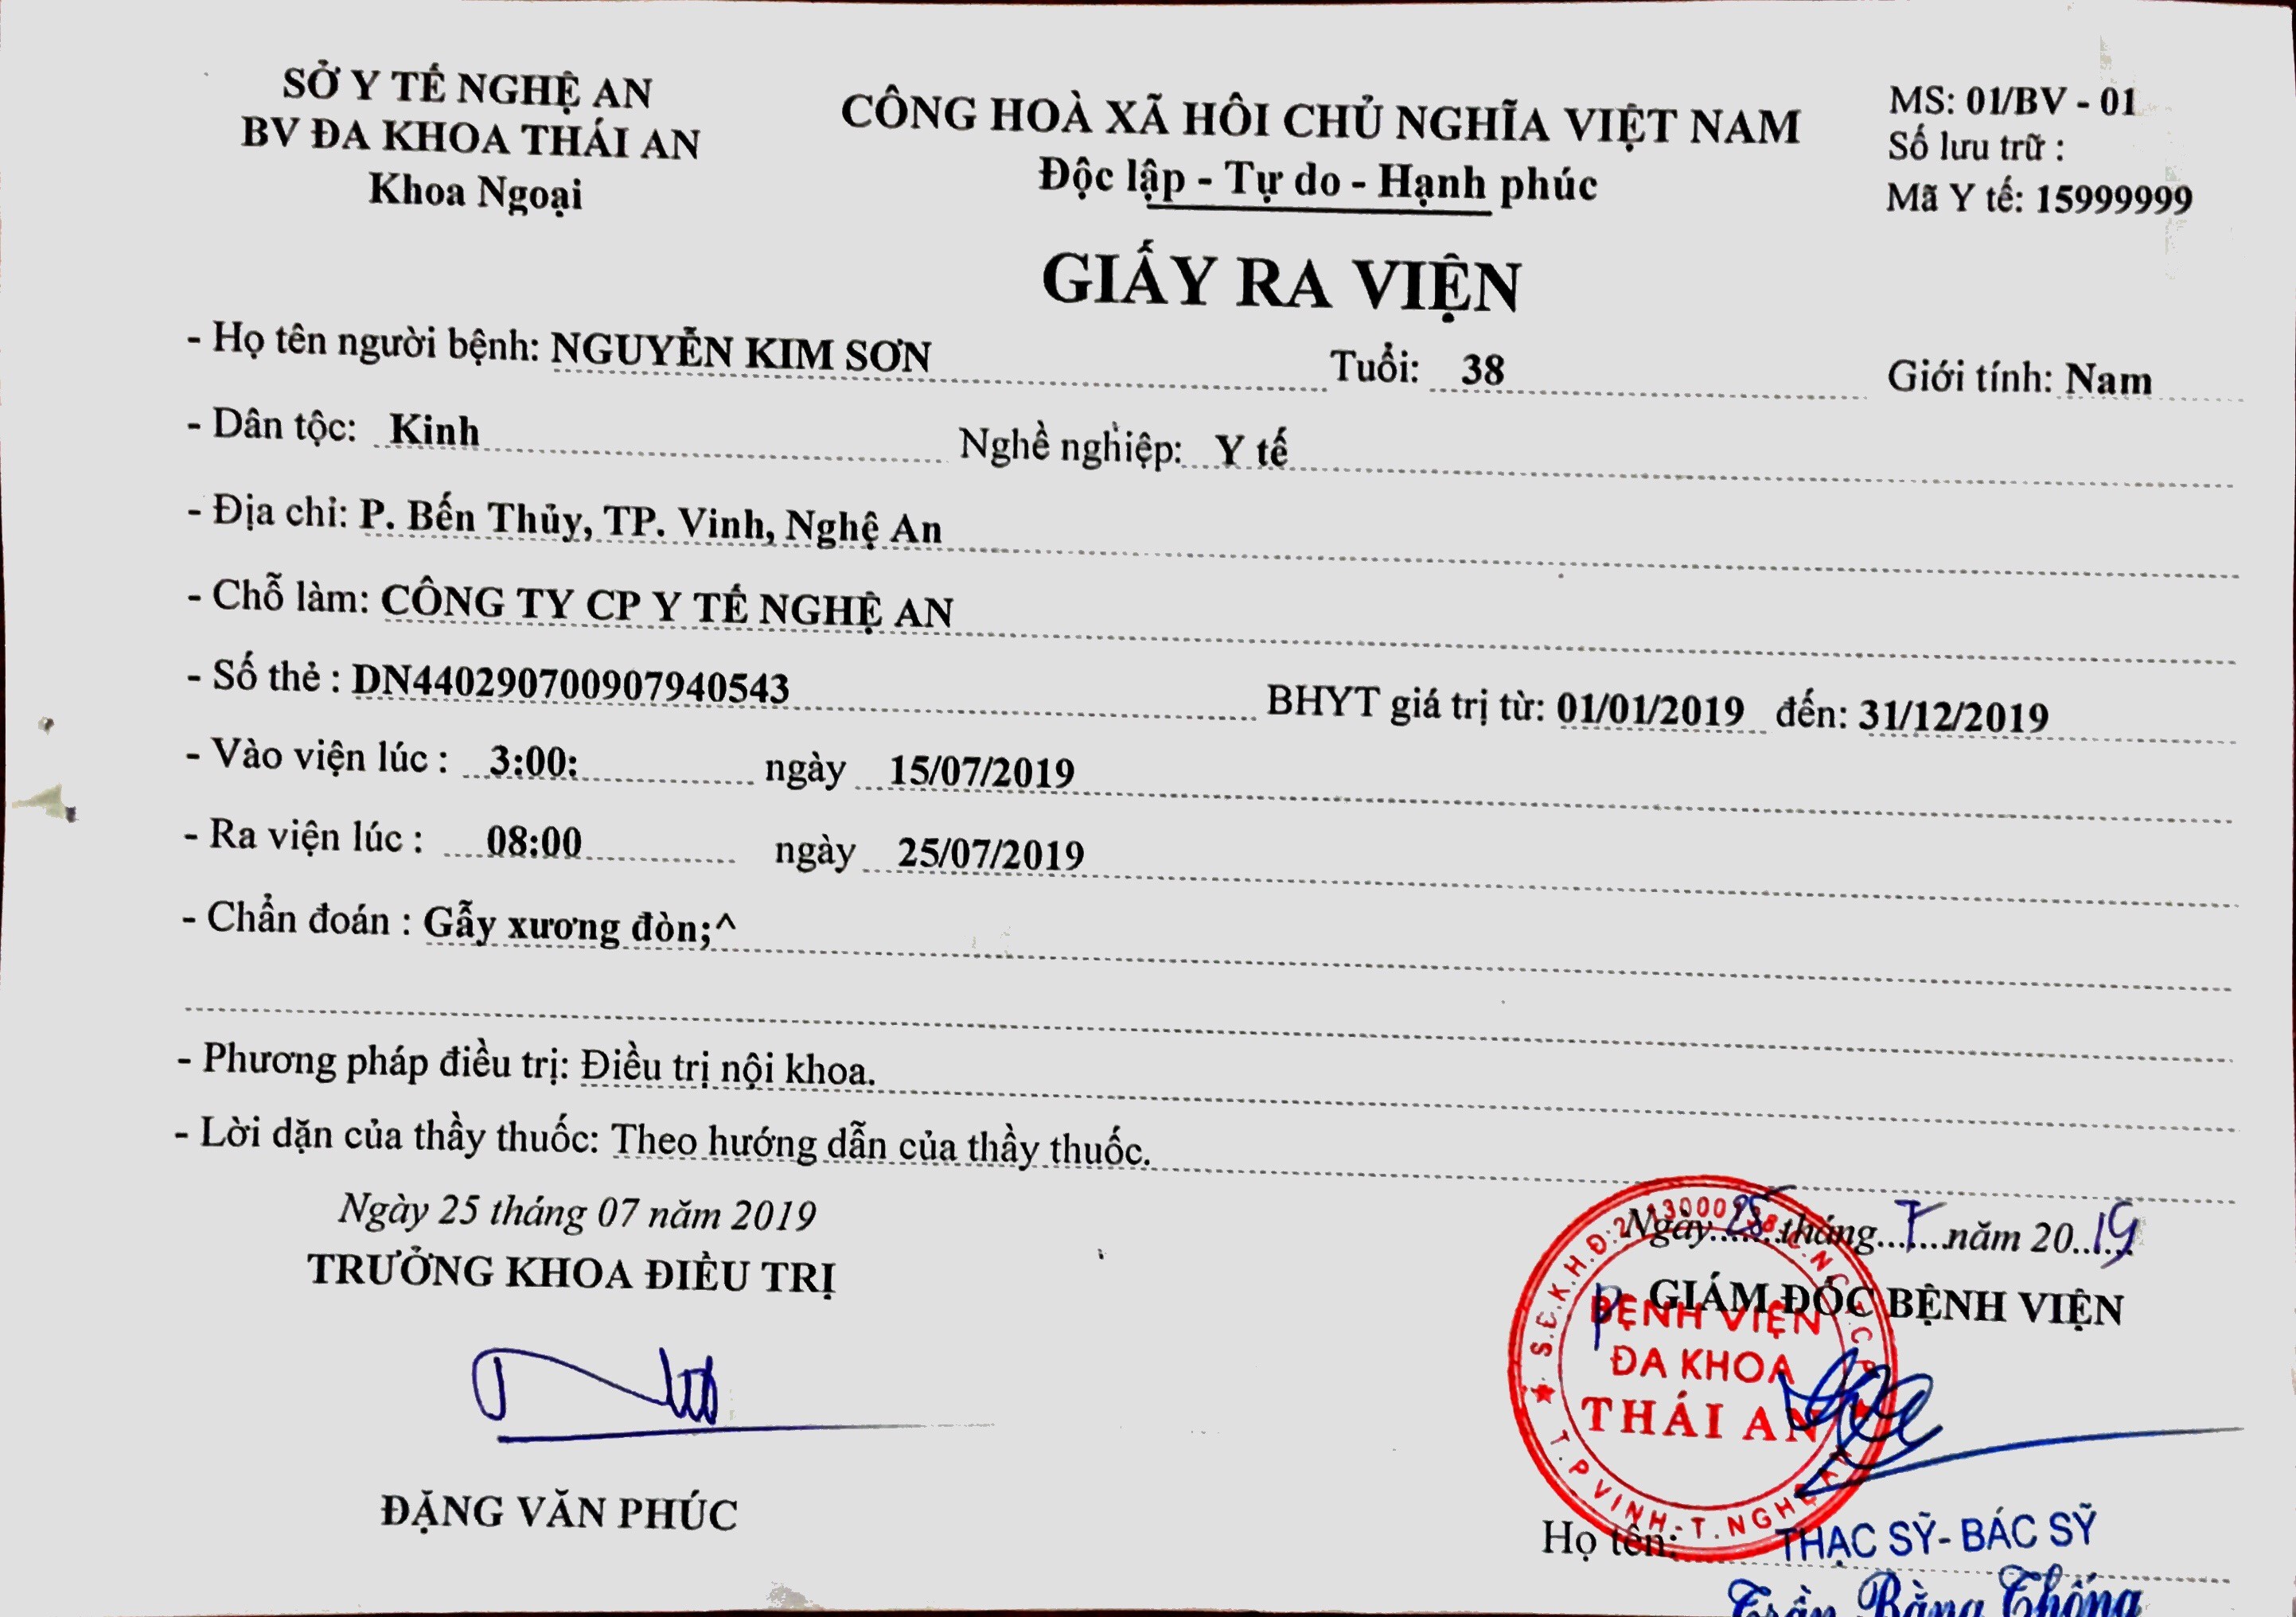 SỞ Y TẾ NGHỆ AN
BV ĐA KHOA THÁI AN
Khoa Ngoại
CÔNG HOÀ XÃ HÔI CHỦ NGHĨA VIỆT NAM
Độc lập - Tự do - Hạnh phúc
MS: 01/BV - 01
Số lưu trữ :
Mã Y tế: 15999999
GIẤY RA VIỆN
- Họ tên người bệnh: NGUYỄN KIM SƠN Tuổi: 38 Giới tính: Nam
- Dân tộc: Kinh Nghề nghiệp: Y tế
- Địa chỉ: P. Bến Thủy, TP. Vinh, Nghệ An
- Chỗ làm: CÔNG TY CP Y TẾ NGHỆ AN
- Số thẻ : DN440290700907940543 BHYT giá trị từ: 01/01/2019 đến: 31/12/2019
- Vào viện lúc : 3:00: ngày 15/07/2019
- Ra viện lúc : 08:00 ngày 25/07/2019
- Chẩn đoán : Gẫy xương đòn;^
- Phương pháp điều trị: Điều trị nội khoa.
- Lời dặn của thầy thuốc: Theo hướng dẫn của thầy thuốc.
Ngày 25 tháng 07 năm 2019
TRƯỞNG KHOA ĐIỀU TRỊ
ĐẶNG VĂN PHÚC
Ngày 25 tháng 7 năm 2019
GIÁM ĐỐC BỆNH VIỆN
BỆNH VIỆN
ĐA KHOA
THÁI AN
T.P VINH-T.NGHỆ AN
Họ tên: THẠC SỸ- BÁC SỸ
Trần Bằng Thống